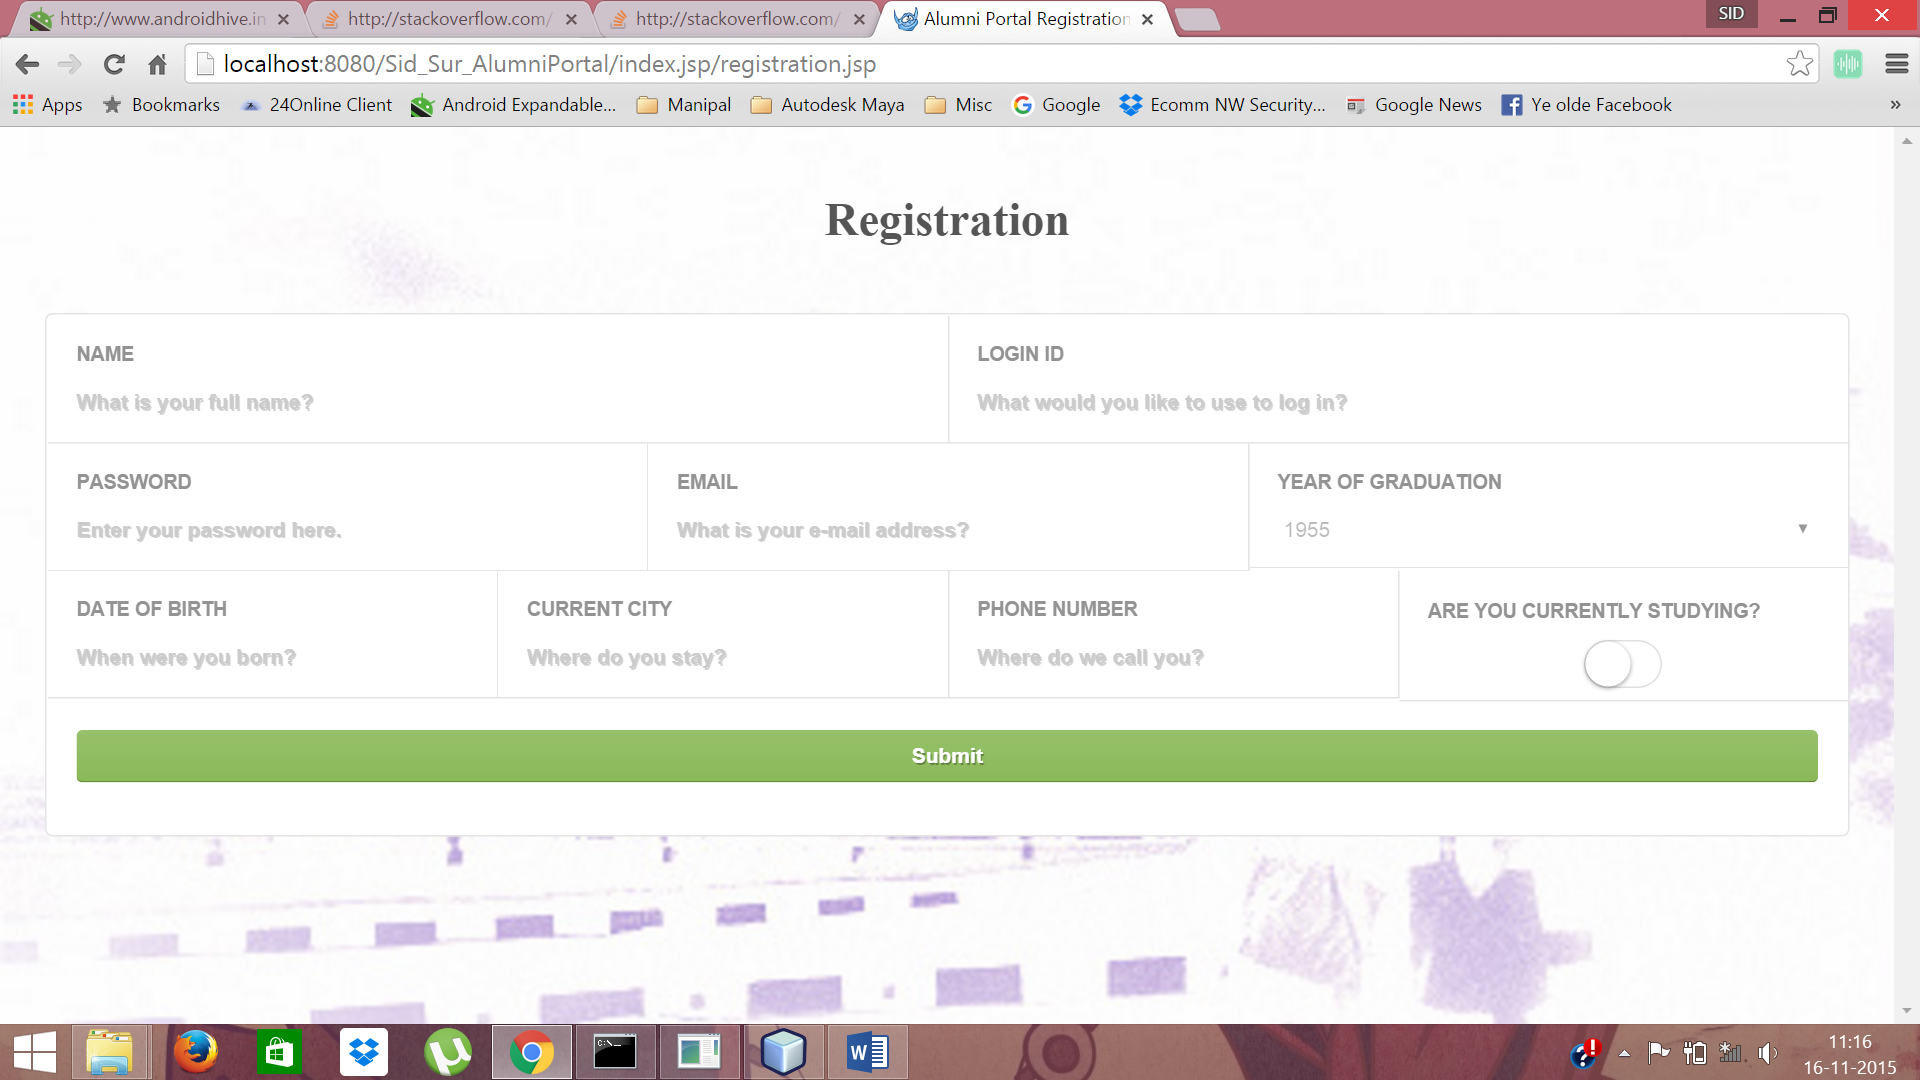 http://www.androidhive.in
http://stackoverflow.com/
http://stackoverflow.com/
Alumni Portal Registration
SID
localhost:8080/Sid_Sur_AlumniPortal/index.jsp/registration.jsp
Apps
Bookmarks
24Online Client
Android Expandable...
Manipal
Autodesk Maya
Misc
Google
Ecomm NW Security...
Google News
Ye olde Facebook
»
Registration
NAME
What is your full name?
LOGIN ID
What would you like to use to log in?
PASSWORD
Enter your password here.
EMAIL
What is your e-mail address?
YEAR OF GRADUATION
1955
DATE OF BIRTH
When were you born?
CURRENT CITY
Where do you stay?
PHONE NUMBER
Where do we call you?
ARE YOU CURRENTLY STUDYING?
Submit
11:16
16-11-2015